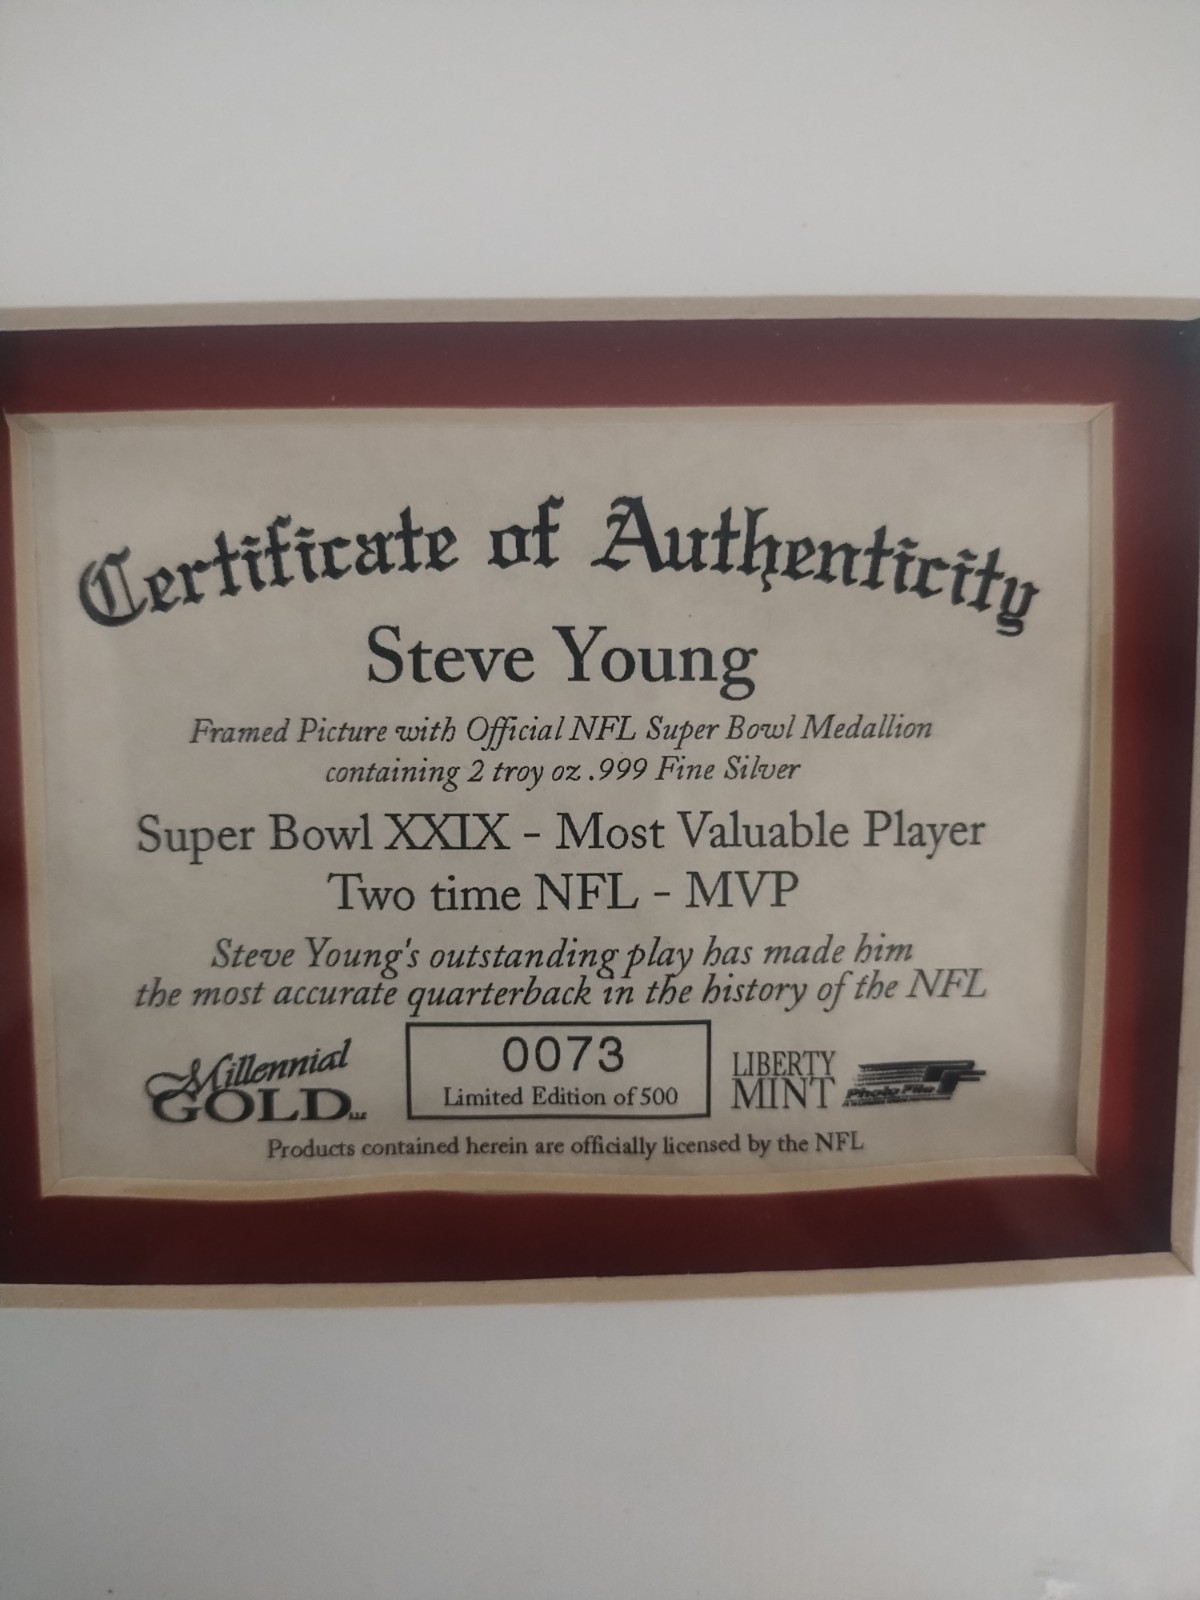 Certificate of Authenticity
Steve Young
Framed Picture with Official NFL Super Bowl Medallion
containing 2 troy oz .999 Fine Silver
Super Bowl XXIX - Most Valuable Player
Two time NFL - MVP
Steve Young's outstanding play has made him
the most accurate quarterback in the history of the NFL
Millennial
GOLD LLC
0073
Limited Edition of 500
LIBERTY
MINT
Photo File
Products contained herein are officially licensed by the NFL